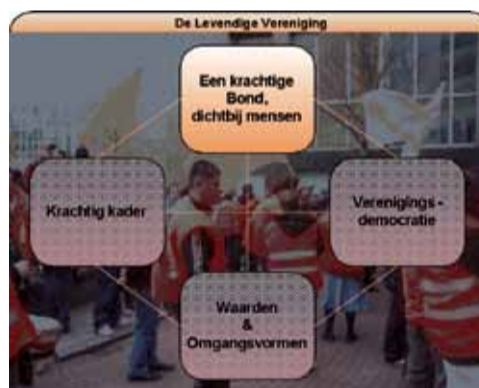 De Levendige Vereniging
Een krachtige
Bond,
dichtbij mensen
Krachtig kader
Verenigings -
democratie
Waarden
&
Omgangsvormen